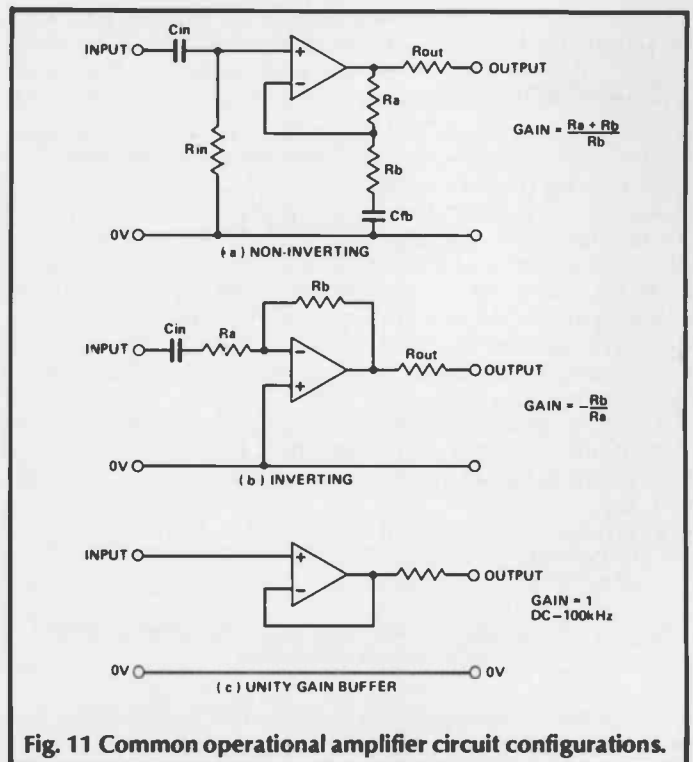 Cin
INPUT
+
−
Rout
OUTPUT
Ra
GAIN = Ra + Rb
Rb
Rin
Rb
Cfb
0V
(a) NON-INVERTING
Rb
Cin
Ra
INPUT
−
+
Rout
OUTPUT
GAIN = −Rb
Ra
0V
(b) INVERTING
INPUT
+
−
OUTPUT
GAIN = 1
DC−100kHz
0V
0V
(c) UNITY GAIN BUFFER
Fig. 11 Common operational amplifier circuit configurations.